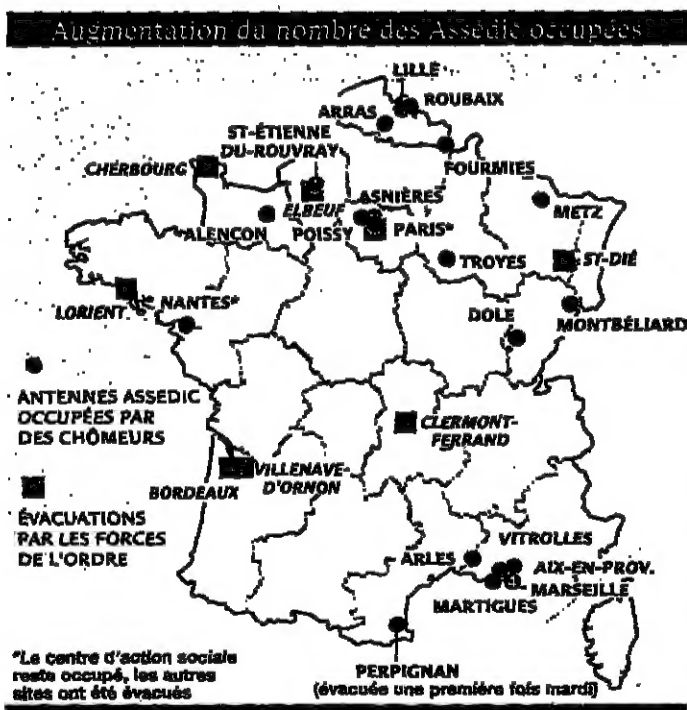 Augmentation du nombre des Assédic occupées
LILLE
ROUBAIX
ARRAS
ST-ÉTIENNE
DU-ROUVRAY
FOURMIES
CHERBOURG
ASNIÈRES
METZ
ELBEUF
ALENÇON
POISSY
PARIS*
TROYES
ST-DIÉ
LORIENT
NANTES*
DOLE
MONTBÉLIARD
ANTENNES ASSEDIC
OCCUPÉES PAR
DES CHÔMEURS
CLERMONT-
FERRAND
BORDEAUX
VILLENAVE-
D'ORNON
ÉVACUATIONS
PAR LES FORCES
DE L'ORDRE
VITROLLES
ARLES
AIX-EN-PROV.
MARSEILLE
MARTIGUES
*Le centre d'action sociale
reste occupé, les autres
sites ont été évacués
PERPIGNAN
(évacuée une première fois mardi)